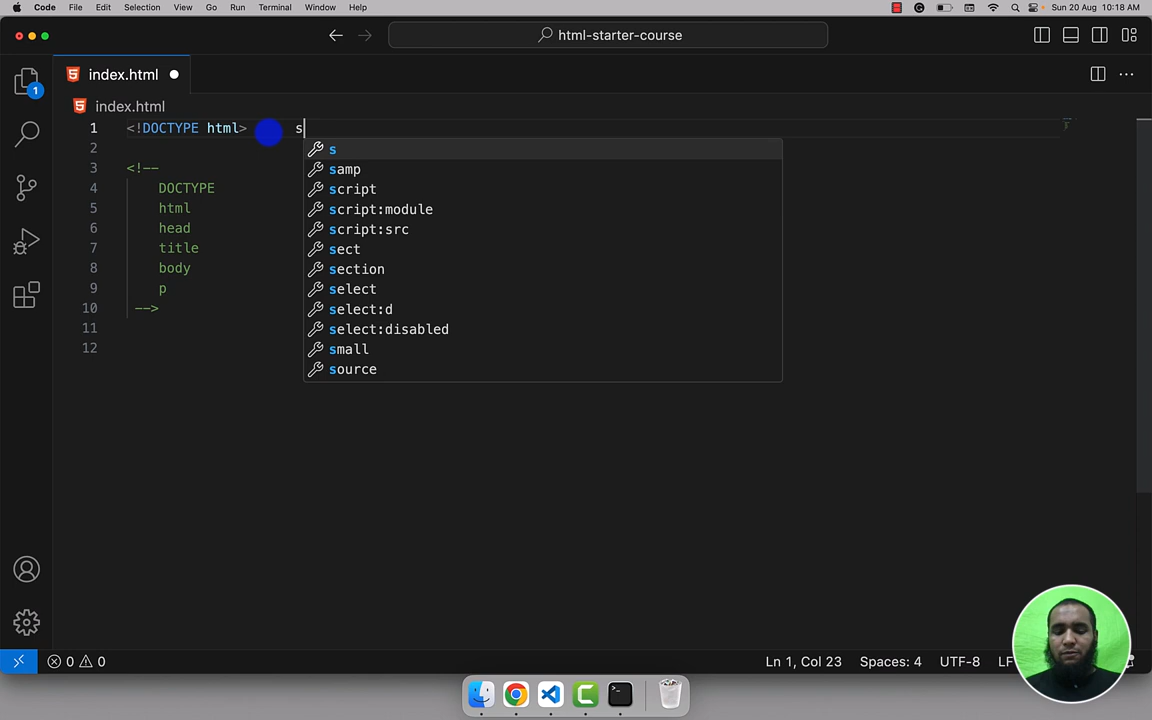 Code File Edit Selection View Go Run Terminal Window Help Sun 20 Aug 10:18 AM
html-starter-course
index.html
1
index.html
1 <!DOCTYPE html> s
2
3 <!--
4 DOCTYPE
5 html
6 head
7 title
8 body
9 p
10 -->
11
12
s
samp
script
script:module
script:src
sect
section
select
select:d
select:disabled
small
source
0 0 Ln 1, Col 23 Spaces: 4 UTF-8 LF